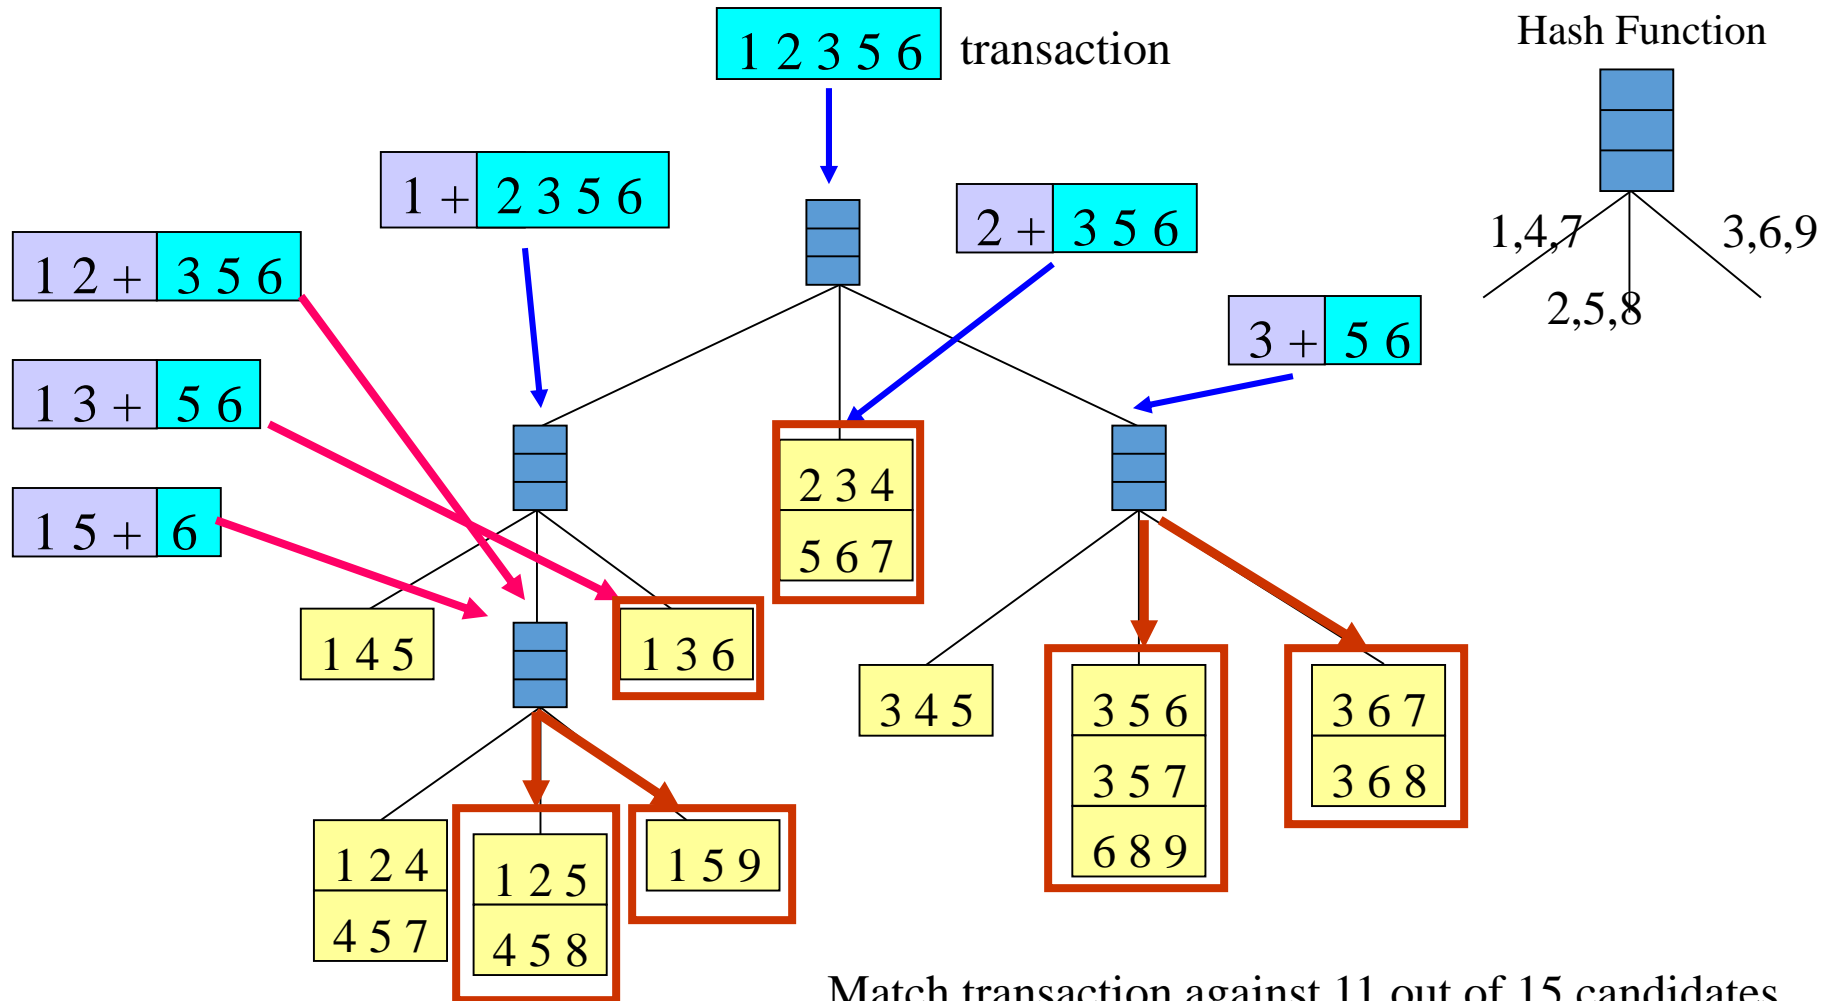 1 2 3 5 6 transaction
Hash Function
1 + 2 3 5 6
2 + 3 5 6
1,4,7
3,6,9
1 2 + 3 5 6
2,5,8
3 + 5 6
1 3 + 5 6
2 3 4
1 5 + 6
5 6 7
1 4 5
1 3 6
3 4 5
3 5 6
3 6 7
3 5 7
3 6 8
6 8 9
1 2 4
1 2 5
1 5 9
4 5 7
4 5 8
Match transaction against 11 out of 15 candidates